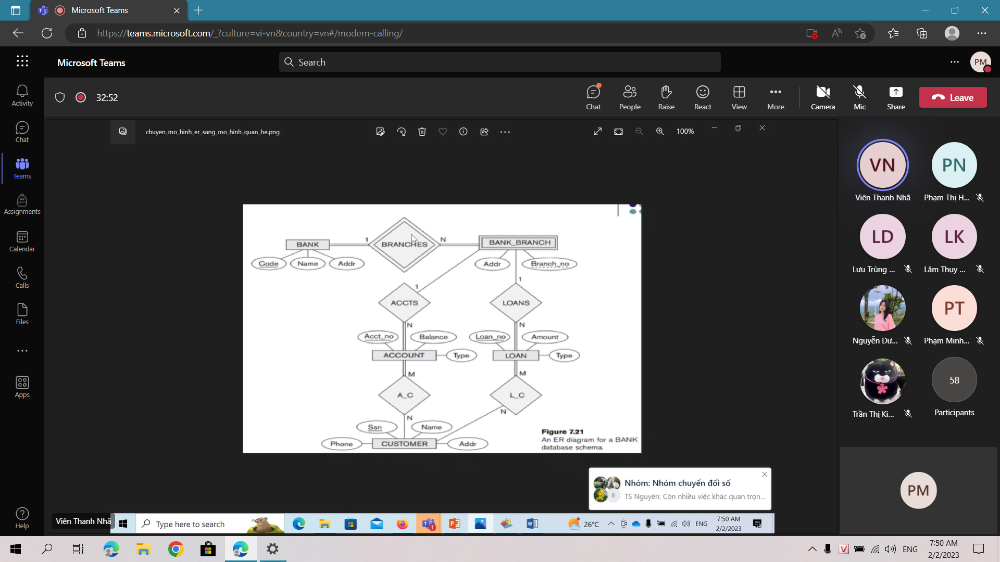 Microsoft Teams
https://teams.microsoft.com/_?culture=vi-vn&country=vn#/modern-calling/
Microsoft Teams
Search
PM
Activity
Chat
Teams
Assignments
Calendar
Calls
Files
Apps
Help
32:52
Chat
People
Raise
React
View
More
Camera
Mic
Share
Leave
chuyen_mo_hinh_er_sang_mo_hinh_quan_he.png
100%
BANK
1
BRANCHES
N
BANK_BRANCH
Code
Name
Addr
Addr
Branch_no
1
1
ACCTS
LOANS
N
N
Acct_no
Balance
Loan_no
Amount
ACCOUNT
Type
LOAN
Type
M
M
A_C
L_C
N
N
Ssn
Name
Phone
CUSTOMER
Addr
Figure 7.21
An ER diagram for a BANK
database schema.
VN
Viên Thanh Nhã
PN
Phạm Thị H...
LD
Lưu Trùng ...
LK
Lâm Thụy ...
Nguyễn Dư...
PT
Phạm Minh...
Trần Thị Ki...
58
Participants
PM
Nhóm: Nhóm chuyển đổi số
8
TS Nguyên: Còn nhiều việc khác quan trọn...
Viên Thanh Nhã
Type here to search
1
26°C
ENG
7:50 AM
2/2/2023
ENG
7:50 AM
2/2/2023